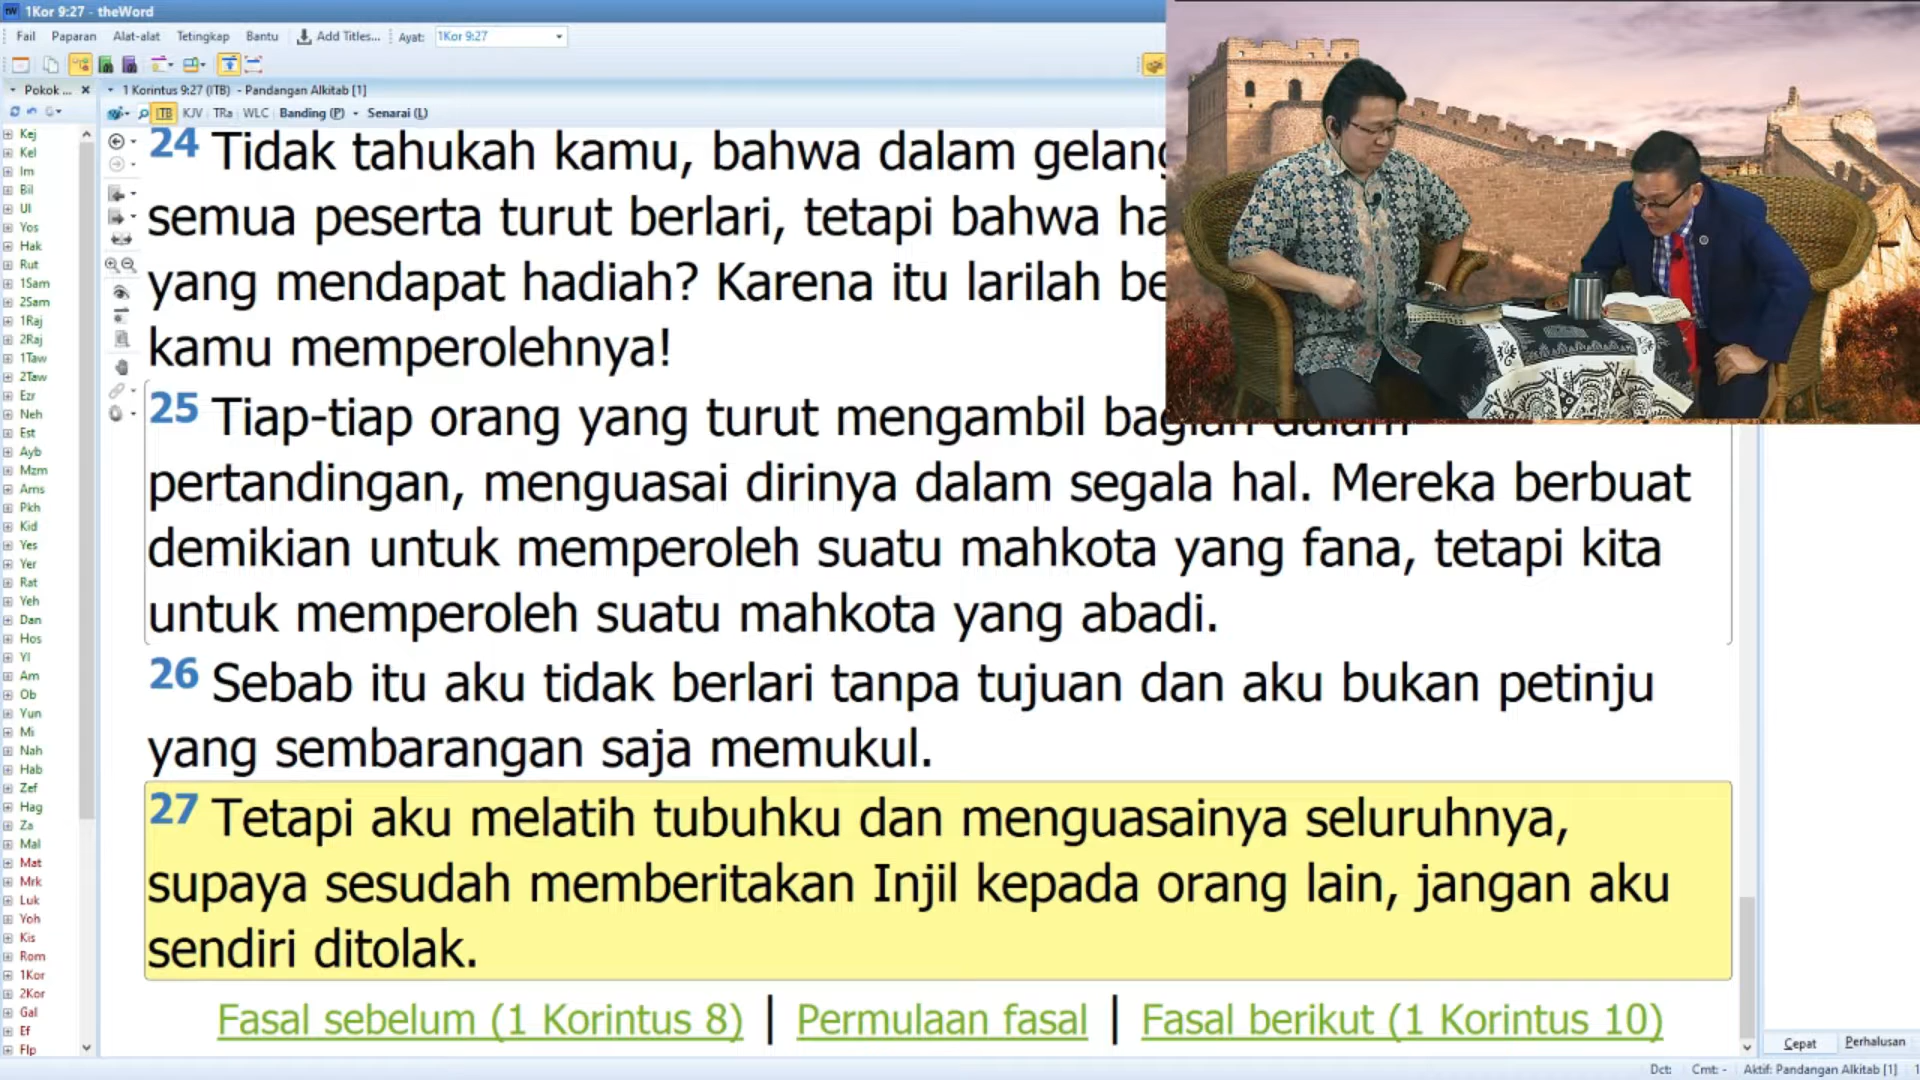 1Kor 9:27 - theWord
Fail Paparan Alat-alat Tetingkap Bantu Add Titles... Ayat: 1Kor 9:27
Pokok ...
1 Korintus 9:27 (ITB) - Pandangan Alkitab [1]
ITB KJV TRa WLC Banding (P) Senarai (L)
Kej
Kel
Im
Bil
Ul
Yos
Hak
Rut
1Sam
2Sam
1Raj
2Raj
1Taw
2Taw
Ezr
Neh
Est
Ayb
Mzm
Ams
Pkh
Kid
Yes
Yer
Rat
Yeh
Dan
Hos
Yl
Am
Ob
Yun
Mi
Nah
Hab
Zef
Hag
Za
Mal
Mat
Mrk
Luk
Yoh
Kis
Rom
1Kor
2Kor
Gal
Ef
Flp
24 Tidak tahukah kamu, bahwa dalam
semua peserta turut berlari, tetapi bahwa
yang mendapat hadiah? Karena itu larilah
kamu memperolehnya!
25 Tiap-tiap orang yang turut mengambil bagian dalam
pertandingan, menguasai dirinya dalam segala hal. Mereka berbuat
demikian untuk memperoleh suatu mahkota yang fana, tetapi kita
untuk memperoleh suatu mahkota yang abadi.
26 Sebab itu aku tidak berlari tanpa tujuan dan aku bukan petinju
yang sembarangan saja memukul.
27 Tetapi aku melatih tubuhku dan menguasainya seluruhnya,
supaya sesudah memberitakan Injil kepada orang lain, jangan aku
sendiri ditolak.
Fasal sebelum (1 Korintus 8) | Permulaan fasal | Fasal berikut (1 Korintus 10)
Cepat Perhalusan
Dct: Cmt: - Aktif: Pandangan Alkitab [1]